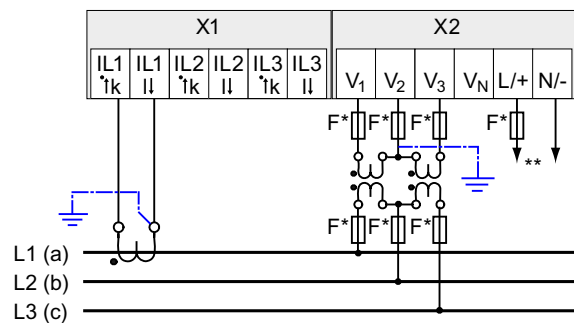 X1 X2
IL1 IL1 IL2 IL2 IL3 IL3 V1 V2 V3 VN L/+ N/-
k l k l k l
F* F* F* F*
**
F* F* F*
L1 (a)
L2 (b)
L3 (c)